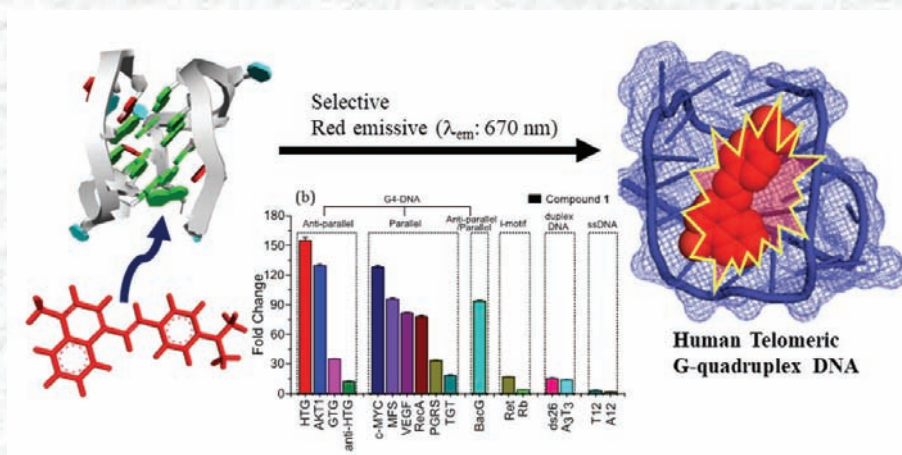 Selective
Red emissive (λem: 670 nm)
(b)
Compound 1
G4-DNA
Anti-parallel
Parallel
Anti-parallel
/Parallel
i-motif
duplex
DNA
ssDNA
Fold Change
180
150
120
90
60
30
0
HTG
AKT1
GTG
anti-HTG
c-MYC
MFS
VEGF
RecA
PGRS
TGT
BacG
Ret
Rb
ds26
A3T3
T12
A12
Human Telomeric
G-quadruplex DNA